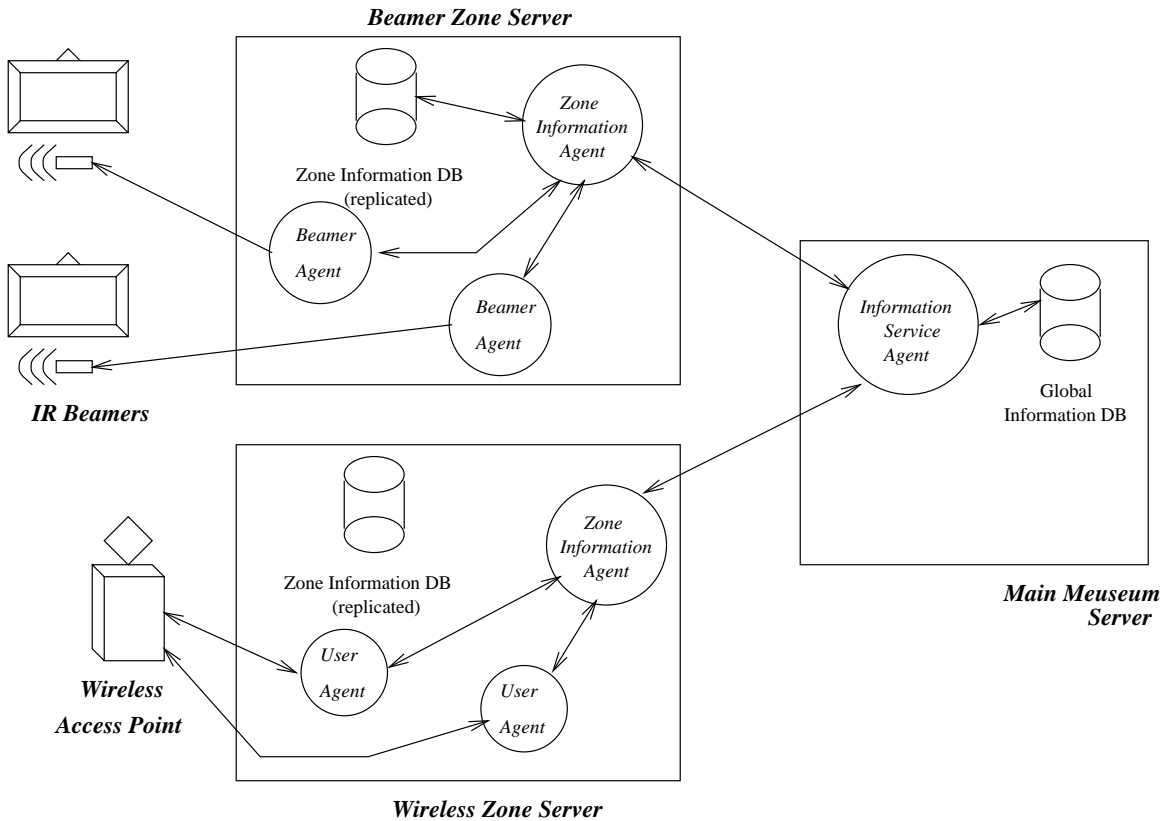 Beamer Zone Server
Zone
Information
Agent
Zone Information DB
(replicated)
Beamer
Agent
Beamer
Agent
IR Beamers
Information
Service
Agent
Global
Information DB
Main Meuseum
Server
Zone
Information
Agent
Zone Information DB
(replicated)
User
Agent
User
Agent
Wireless
Access Point
Wireless Zone Server